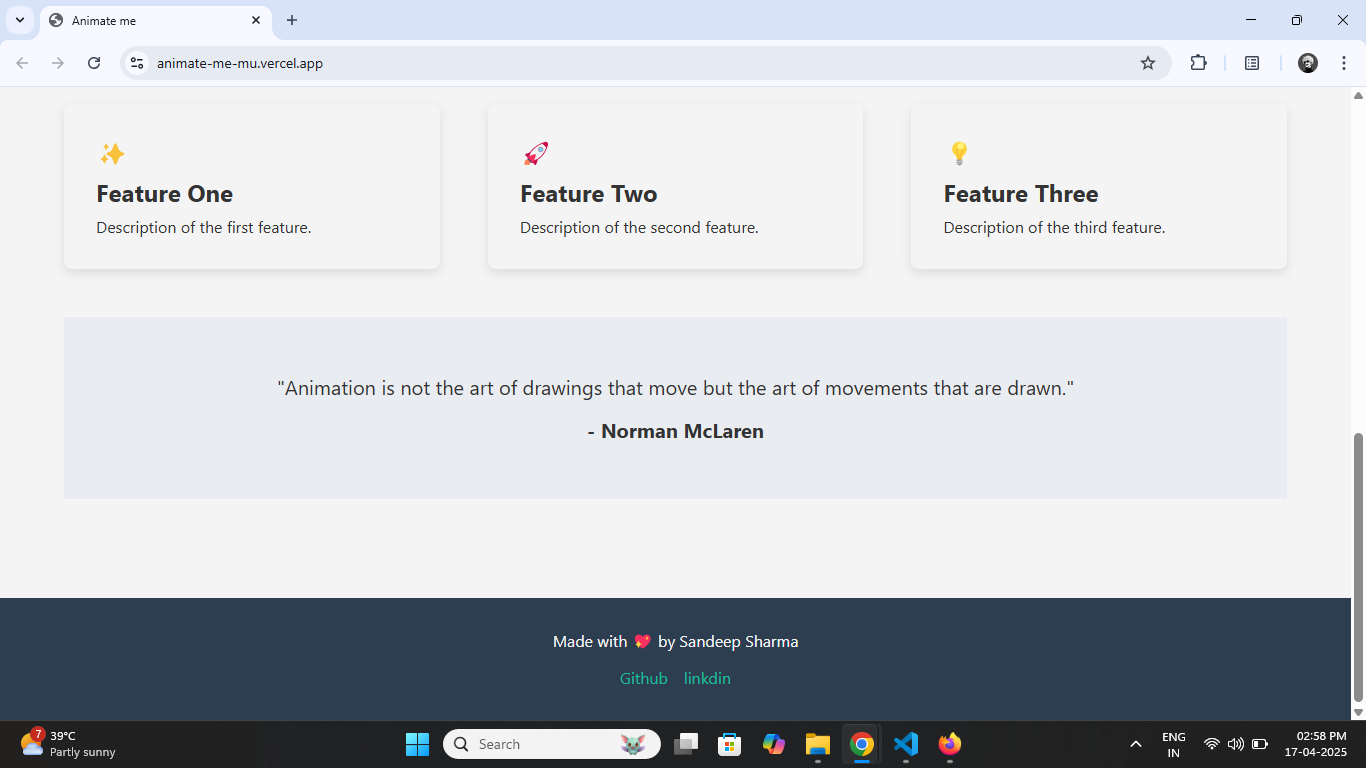 Animate me
animate-me-mu.vercel.app
✨ 🚀 💡
Feature One Feature Two Feature Three
Description of the first feature. Description of the second feature. Description of the third feature.
"Animation is not the art of drawings that move but the art of movements that are drawn."
- Norman McLaren
Made with 💖 by Sandeep Sharma
Github linkdin
7
39°C
Partly sunny
Search
ENG
IN
02:58 PM
17-04-2025